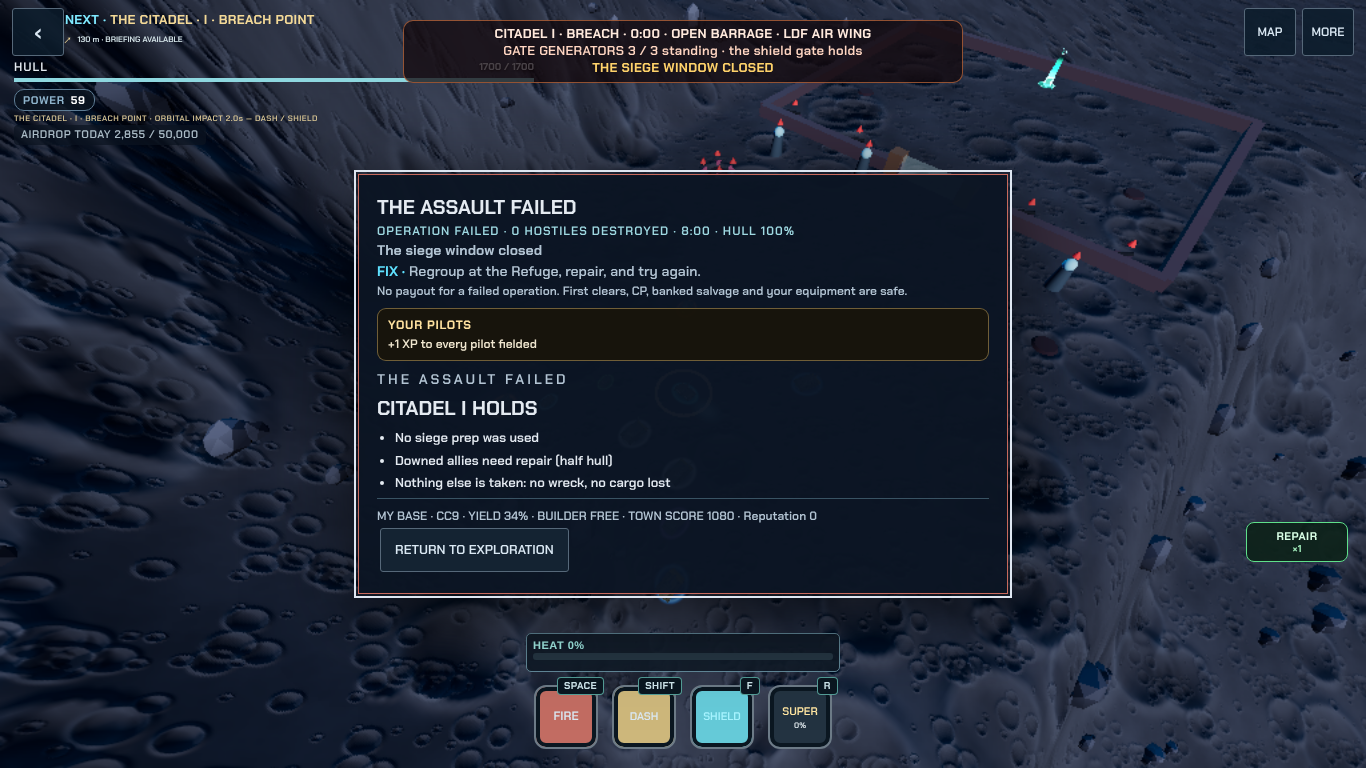 ‹
NEXT · THE CITADEL · I · BREACH POINT
130 m · BRIEFING AVAILABLE
HULL
1700 / 1700
POWER 59
THE CITADEL · I · BREACH POINT · ORBITAL IMPACT 2.0s — DASH / SHIELD
AIRDROP TODAY 2,855 / 50,000
CITADEL I · BREACH · 0:00 · OPEN BARRAGE · LDF AIR WING
GATE GENERATORS 3 / 3 standing · the shield gate holds
THE SIEGE WINDOW CLOSED
MAP
MORE
THE ASSAULT FAILED
OPERATION FAILED · 0 HOSTILES DESTROYED · 8:00 · HULL 100%
The siege window closed
FIX · Regroup at the Refuge, repair, and try again.
No payout for a failed operation. First clears, CP, banked salvage and your equipment are safe.
YOUR PILOTS
+1 XP to every pilot fielded
THE ASSAULT FAILED
CITADEL I HOLDS
• No siege prep was used
• Downed allies need repair (half hull)
• Nothing else is taken: no wreck, no cargo lost
MY BASE · CC9 · YIELD 34% · BUILDER FREE · TOWN SCORE 1080 · Reputation 0
RETURN TO EXPLORATION
REPAIR
×1
HEAT 0%
SPACE
FIRE
SHIFT
DASH
F
SHIELD
R
SUPER
0%